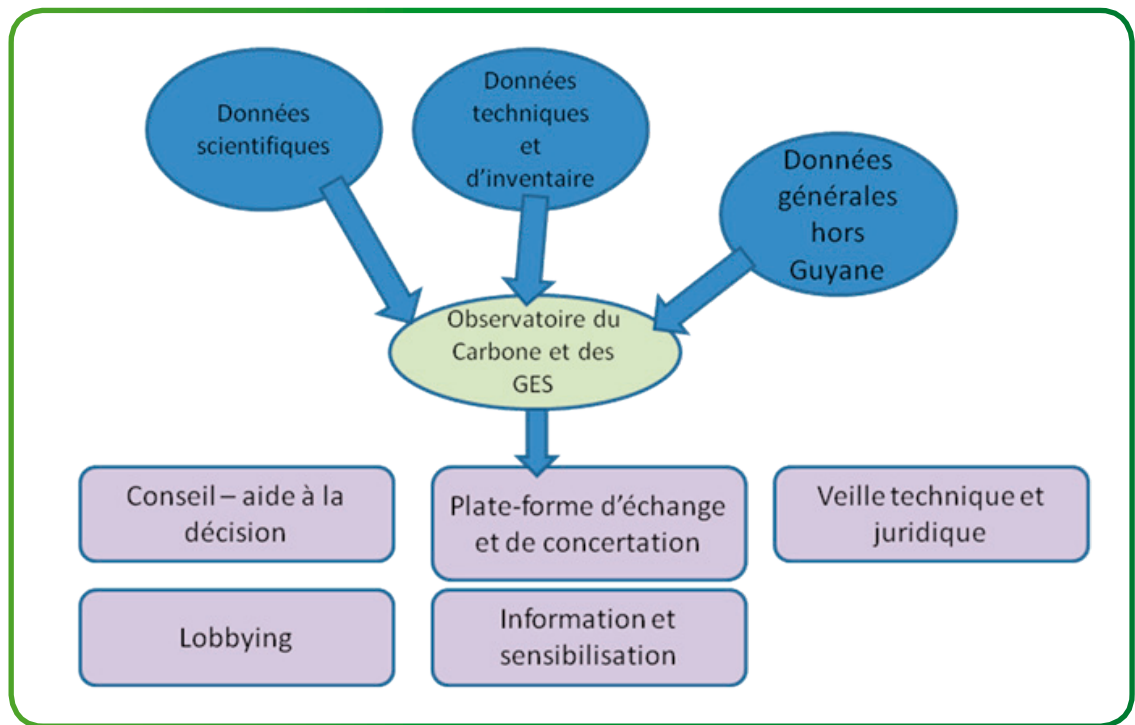 Données
scientifiques
Données
techniques
et
d'inventaire
Données
générales
hors
Guyane
Observatoire du
Carbone et des
GES
Conseil – aide à la
décision
Plate-forme d'échange
et de concertation
Veille technique et
juridique
Lobbying
Information et
sensibilisation